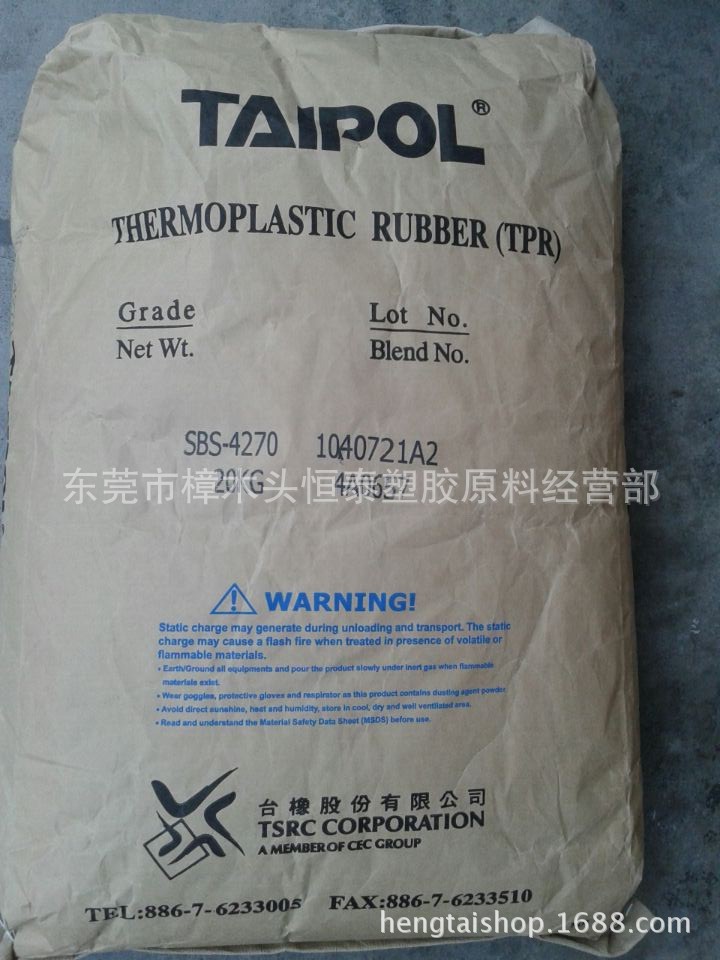 TAIPOL®
THERMOPLASTIC RUBBER (TPR)
Grade Lot No.
Net Wt. Blend No.
SBS-4270 1040721A2
20KG
东莞市樟木头恒泰塑胶原料经营部
WARNING!
Static charge may generate during unloading and transport. The static
charge may cause a flash fire when treated in presence of volatile or
flammable materials.
• Earth/Ground all equipments and pour the product slowly under inert gas when flammable
materials exist.
• Wear goggles, protective gloves and respirator as this product contains dusting agent powder.
• Avoid direct sunshine, heat and humidity, store in cool, dry and well ventilated area.
• Read and understand the Material Safety Data Sheet (MSDS) before use.
台橡股份有限公司
TSRC CORPORATION
A MEMBER OF CEC GROUP
TEL:886-7-6233005 FAX:886-7-6233510
hengtaishop.1688.com